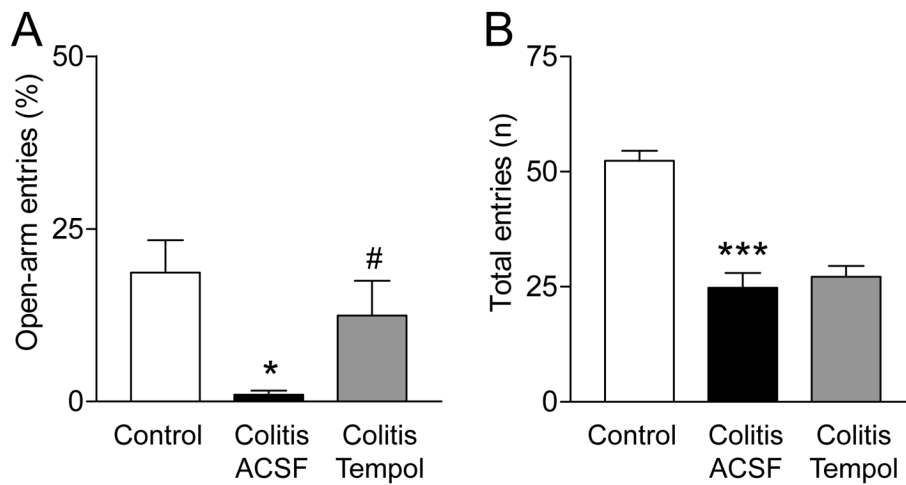 A
Open-arm entries (%)
50
25
0
*
#
Control
Colitis
ACSF
Colitis
Tempol
B
Total entries (n)
75
50
25
0
***
Control
Colitis
ACSF
Colitis
Tempol